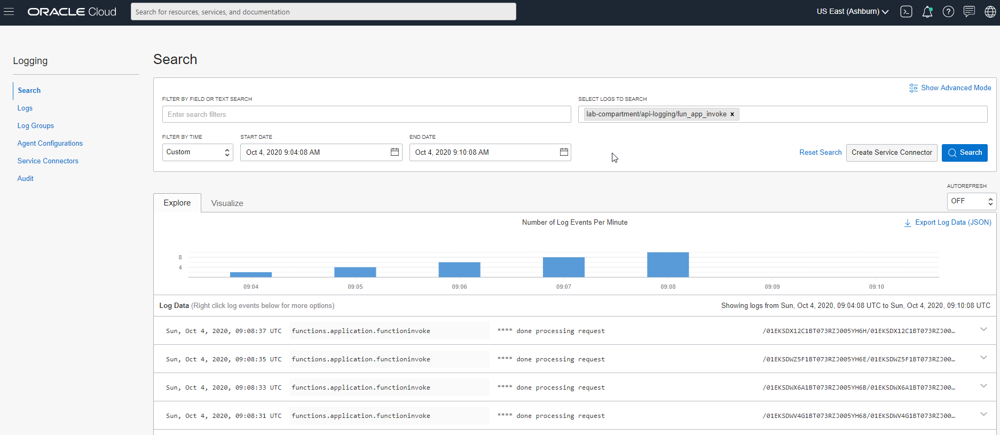 ORACLE Cloud
Search for resources, services, and documentation
US East (Ashburn)
Logging
Search
Logs
Log Groups
Agent Configurations
Service Connectors
Audit
Search
Show Advanced Mode
FILTER BY FIELD OR TEXT SEARCH
SELECT LOGS TO SEARCH
Enter search filters
lab-compartment/api-logging/fun_app_invoke ×
FILTER BY TIME
START DATE
END DATE
Custom
Oct 4, 2020 9:04:08 AM
Oct 4, 2020 9:10:08 AM
Reset Search
Create Service Connector
Search
AUTOREFRESH
OFF
Explore
Visualize
Number of Log Events Per Minute
Export Log Data (JSON)
8
4
09:04 09:05 09:06 09:07 09:08 09:09 09:10
Log Data (Right click log events below for more options)
Showing logs from Sun, Oct 4, 2020, 09:04:08 UTC to Sun, Oct 4, 2020, 09:10:08 UTC
Sun, Oct 4, 2020, 09:08:37 UTC functions.application.functioninvoke **** done processing request /01EKSDX12C1BT073RZJ005YH6H/01EKSDX12C1BT073RZJ00…
Sun, Oct 4, 2020, 09:08:35 UTC functions.application.functioninvoke **** done processing request /01EKSDWZ5F1BT073RZJ005YH6E/01EKSDWZ5F1BT073RZJ00…
Sun, Oct 4, 2020, 09:08:33 UTC functions.application.functioninvoke **** done processing request /01EKSDWX6A1BT073RZJ005YH6B/01EKSDWX6A1BT073RZJ00…
Sun, Oct 4, 2020, 09:08:31 UTC functions.application.functioninvoke **** done processing request /01EKSDWV4G1BT073RZJ005YH68/01EKSDWV4G1BT073RZJ00…